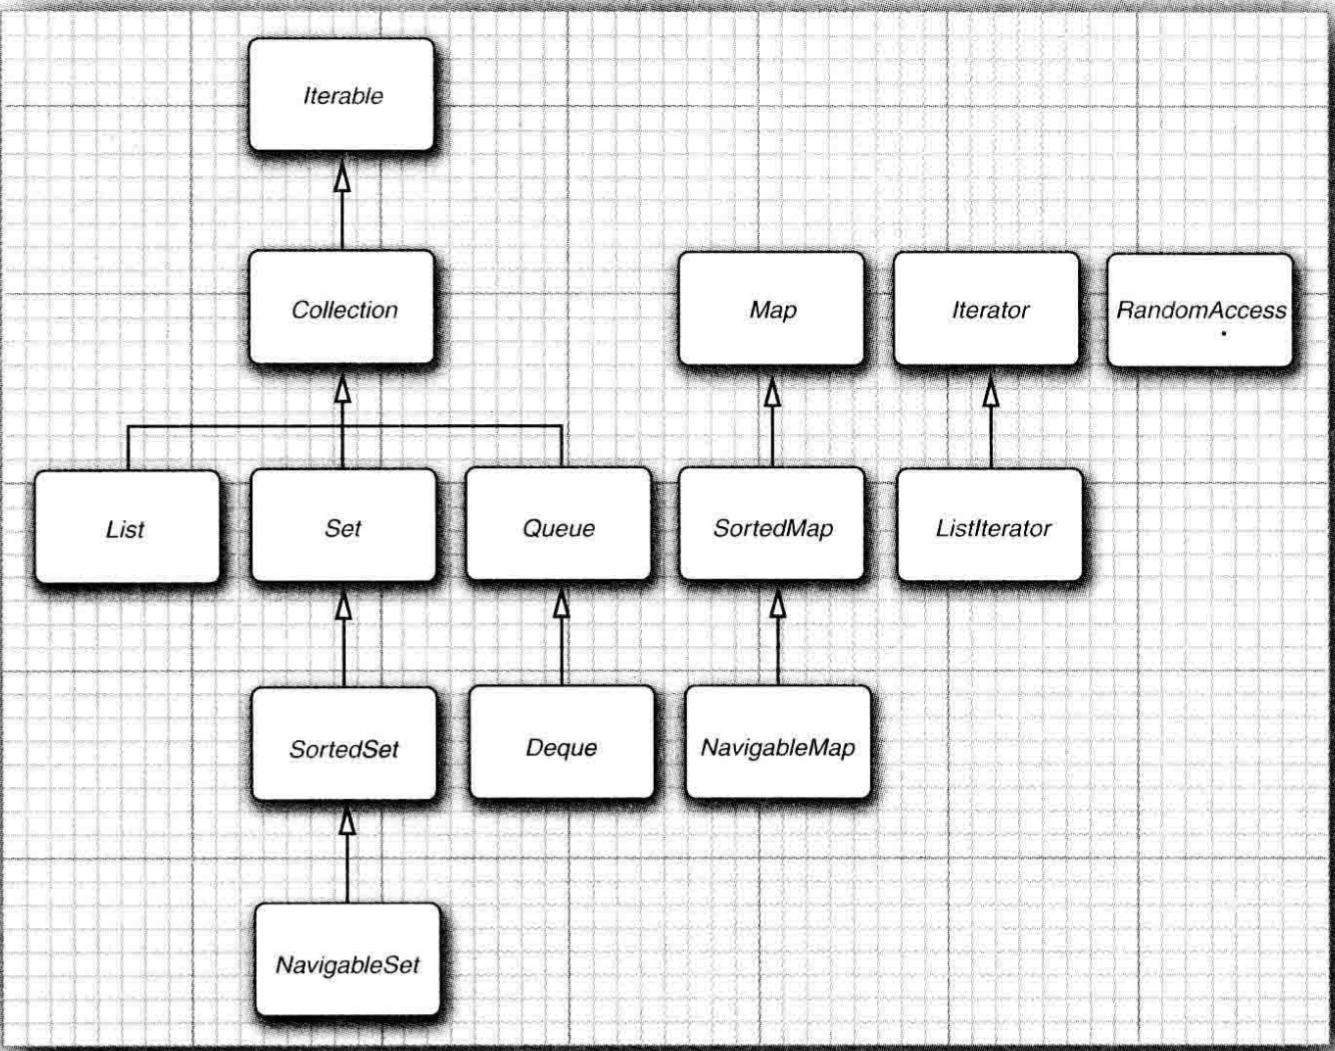 Iterable
Collection
Map
Iterator
RandomAccess
List
Set
Queue
SortedMap
ListIterator
SortedSet
Deque
NavigableMap
NavigableSet